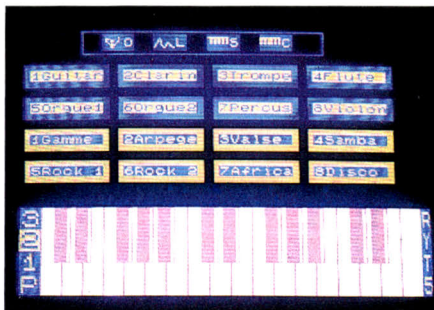 O L S C
1Guitar 2Clarin 3Trompe 4Flute
5Orgue1 6Orgue2 7Percus 8Violon
1Gamme 2Arpege 3Valse 4Samba
5Rock 1 6Rock 2 7Africa 8Disco